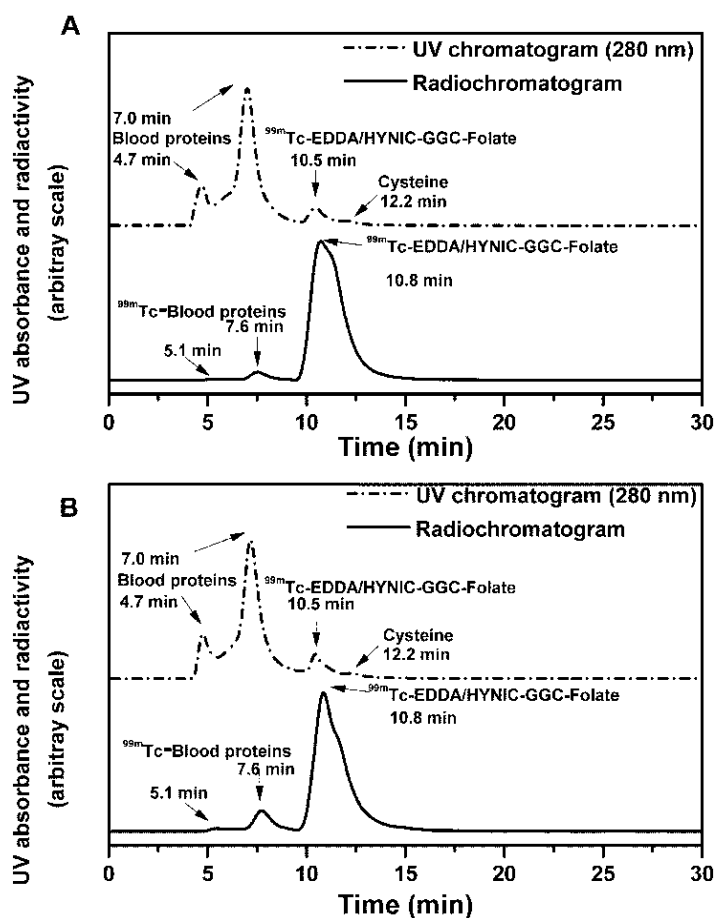 A
UV chromatogram (280 nm)
Radiochromatogram
7.0 min
Blood proteins
4.7 min
99mTc-EDDA/HYNIC-GGC-Folate
10.5 min
Cysteine
12.2 min
99mTc-EDDA/HYNIC-GGC-Folate
10.8 min
99mTc-Blood proteins
7.6 min
5.1 min
UV absorbance and radiactivity
(arbitray scale)
0 5 10 15 20 25 30
Time (min)
B
UV chromatogram (280 nm)
Radiochromatogram
7.0 min
Blood proteins
4.7 min
99mTc-EDDA/HYNIC-GGC-Folate
10.5 min
Cysteine
12.2 min
99mTc-EDDA/HYNIC-GGC-Folate
10.8 min
99mTc-Blood proteins
7.6 min
5.1 min
UV absorbance and radiactivity
(arbitray scale)
0 5 10 15 20 25 30
Time (min)